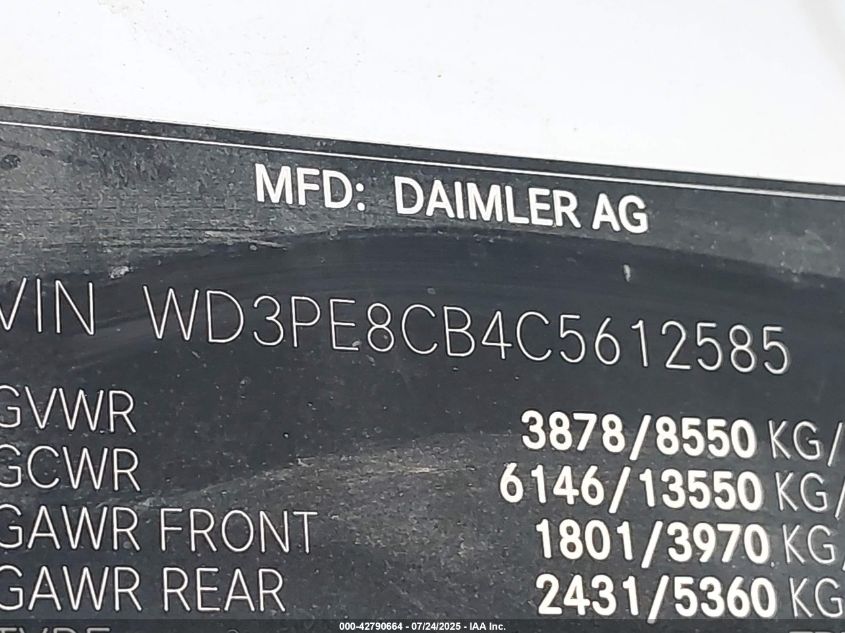 MFD: DAIMLER AG
VIN WD3PE8CB4C5612585
GVWR 3878/8550 KG/
GCWR 6146/13550 KG/
GAWR FRONT 1801/3970 KG/
GAWR REAR 2431/5360 KG
000-42790664 - 07/24/2025 - IAA Inc.